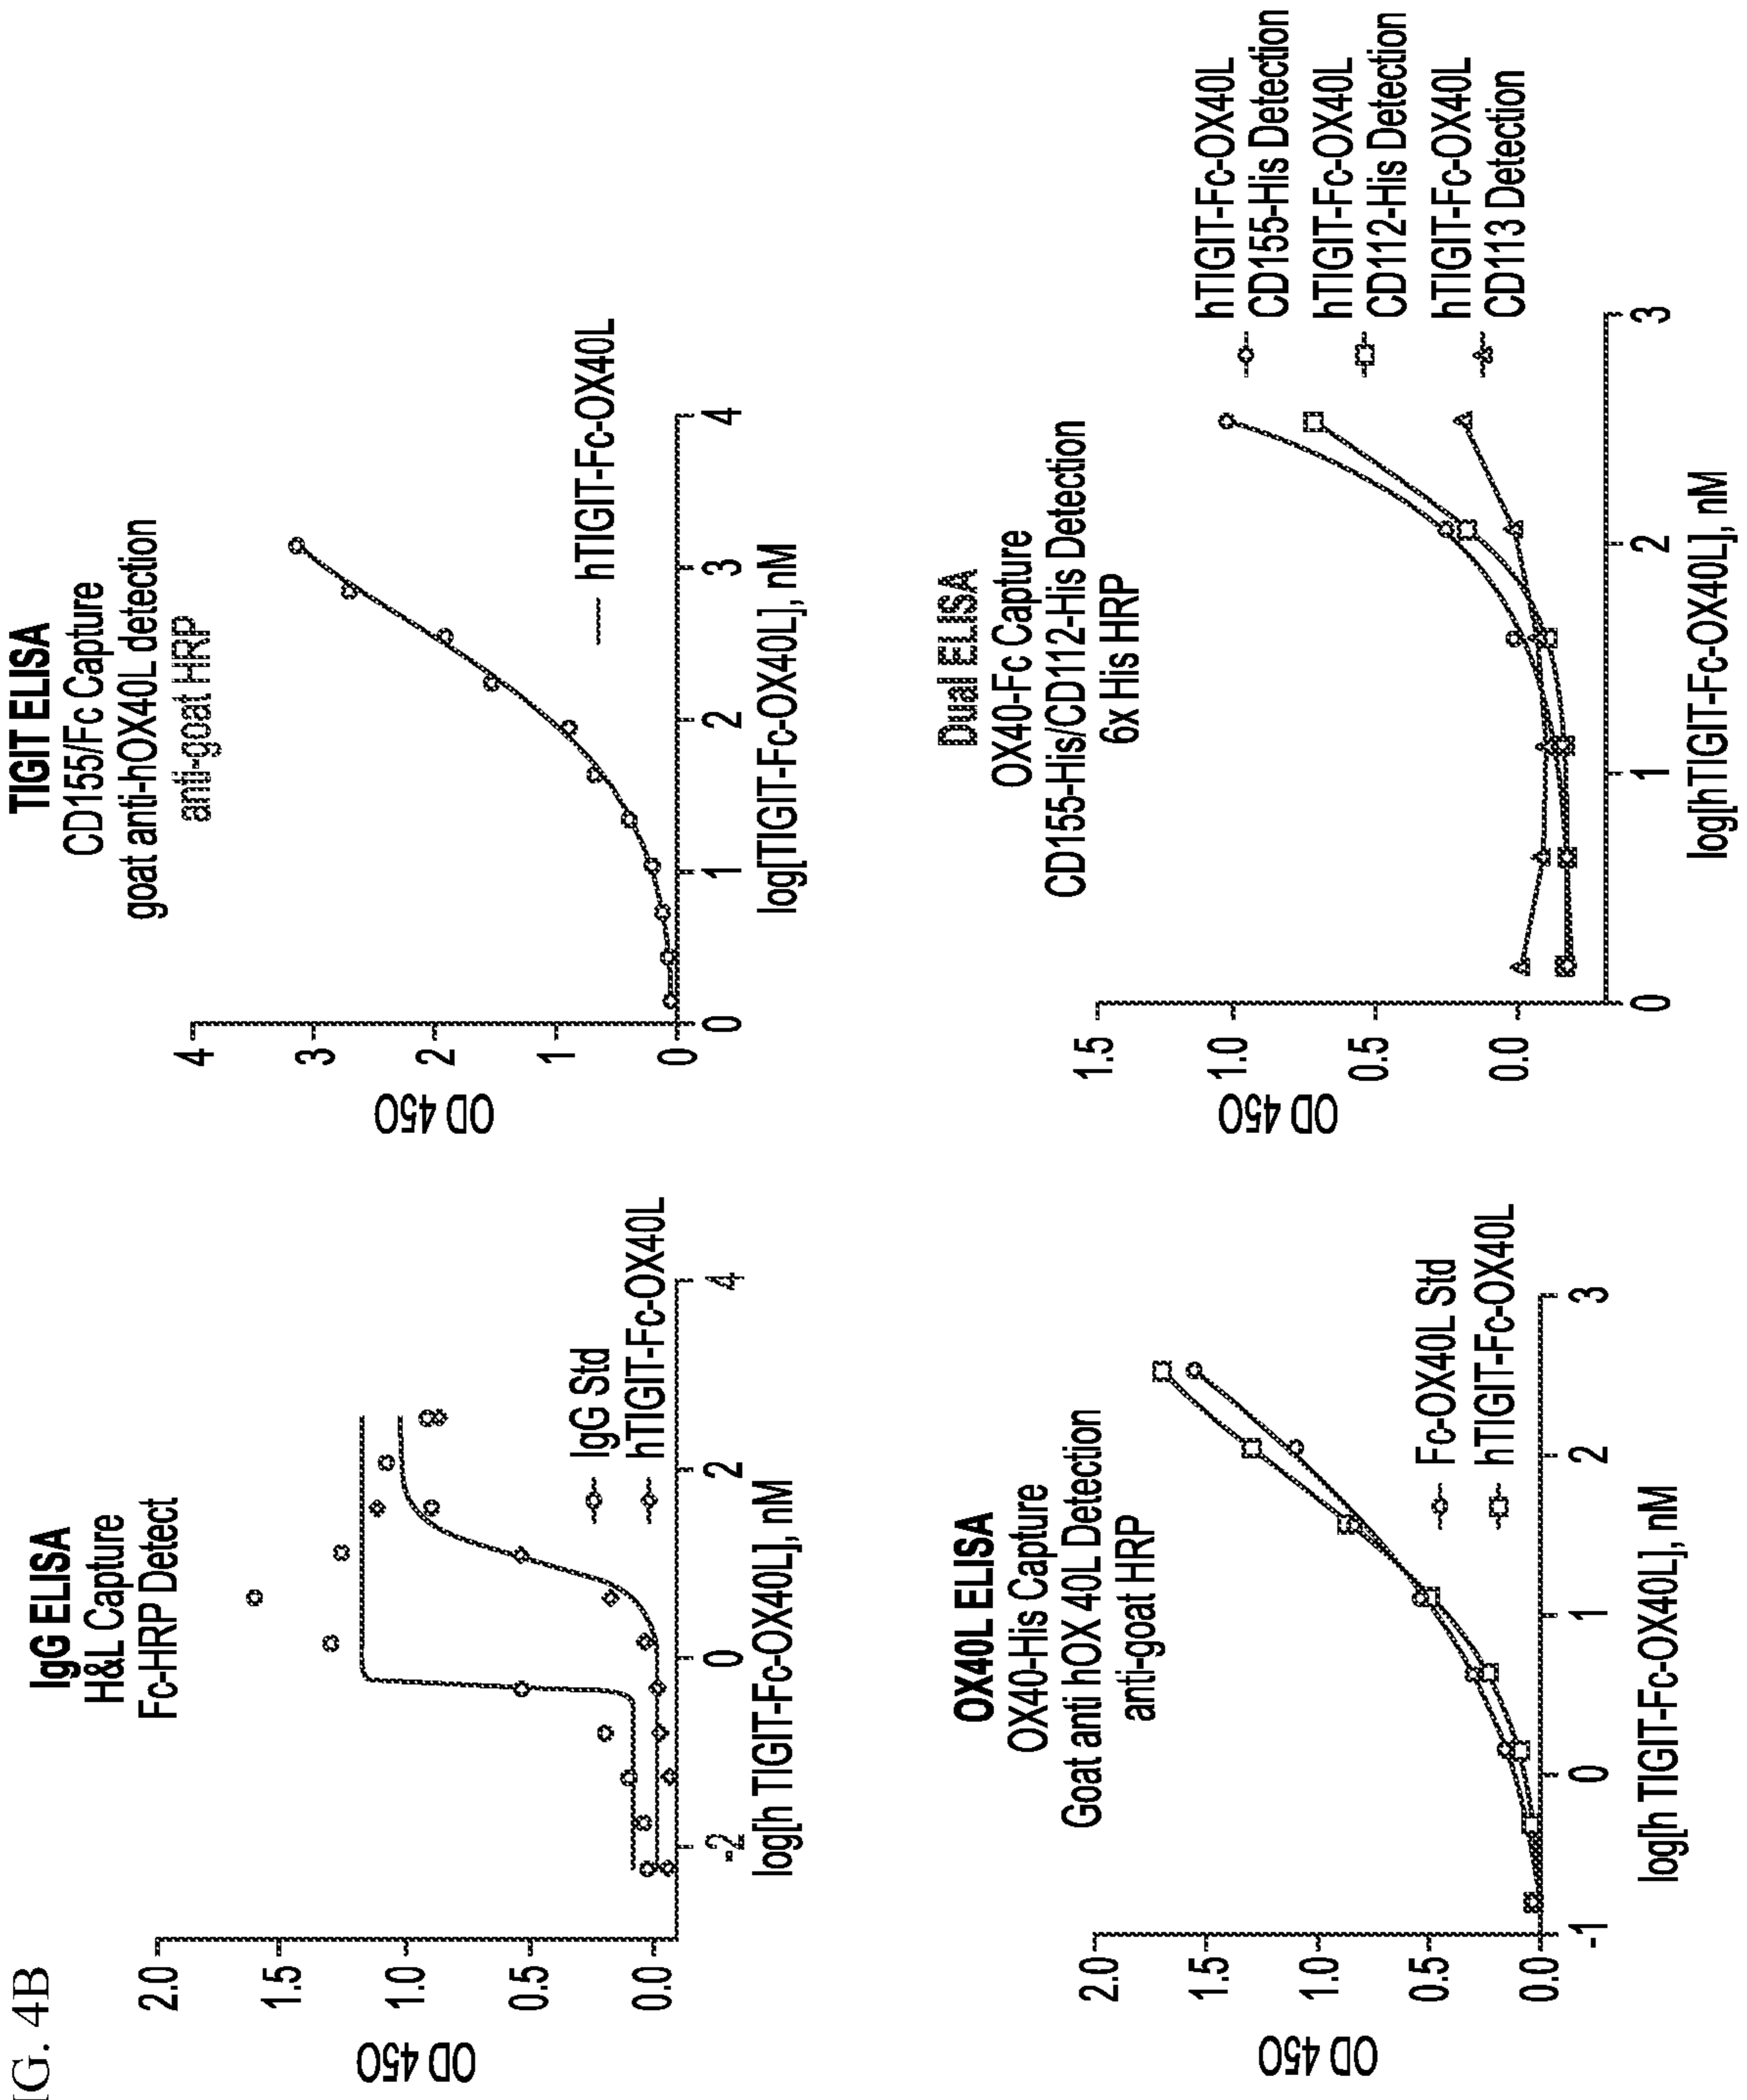 IG. 4B
IgG ELISA
H&L Capture
Fc-HRP Detect
OD 450
2.0
1.5
1.0
0.5
0.0
-2
0
2
4
log[h TIGIT-Fc-OX40L], nM
IgG Std
hTIGIT-Fc-OX40L
TIGIT ELISA
CD155/Fc Capture
goat anti-hOX40L detection
anti-goat HRP
OD 450
4
3
2
1
0
0
1
2
3
4
log[TIGIT-Fc-OX40L], nM
hTIGIT-Fc-OX40L
OX40L ELISA
OX40-His Capture
Goat anti hOX 40L Detection
anti-goat HRP
OD 450
2.0
1.5
1.0
0.5
0.0
-1
0
1
2
3
log[h TIGIT-Fc-OX40L], nM
Fc-OX40L Std
hTIGIT-Fc-OX40L
Dual ELISA
OX40-Fc Capture
CD155-His/CD112-His Detection
6x His HRP
OD 450
1.5
1.0
0.5
0.0
0
1
2
3
log[hTIGIT-Fc-OX40L], nM
hTIGIT-Fc-OX40L
CD155-His Detection
hTIGIT-Fc-OX40L
CD112-His Detection
hTIGIT-Fc-OX40L
CD113 Detection